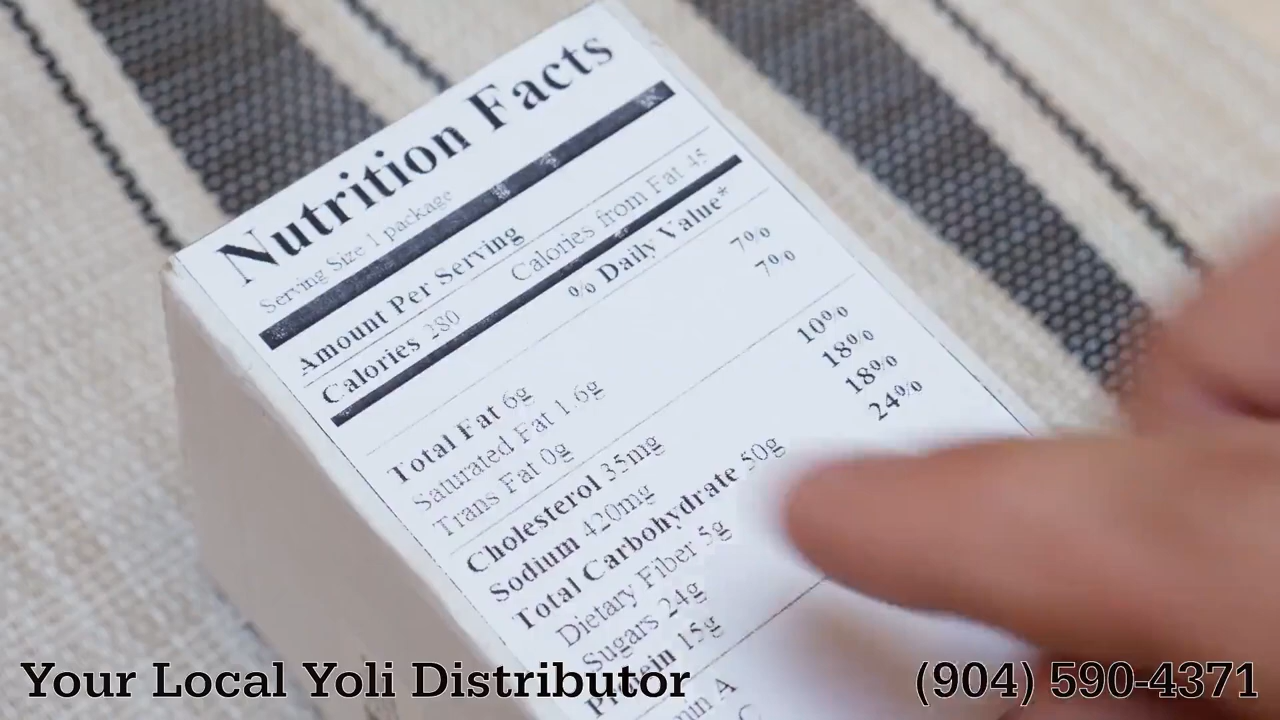 Nutrition Facts
Serving Size 1 package
Amount Per Serving
Calories 280 Calories from Fat 45
% Daily Value*
Total Fat 6g 7%
Saturated Fat 1.6g 7%
Trans Fat 0g
Cholesterol 35mg 10%
Sodium 420mg 18%
Total Carbohydrate 50g 18%
Dietary Fiber 5g 24%
Sugars 24g
Protein 15g
A
C
Your Local Yoli Distributor (904) 590-4371